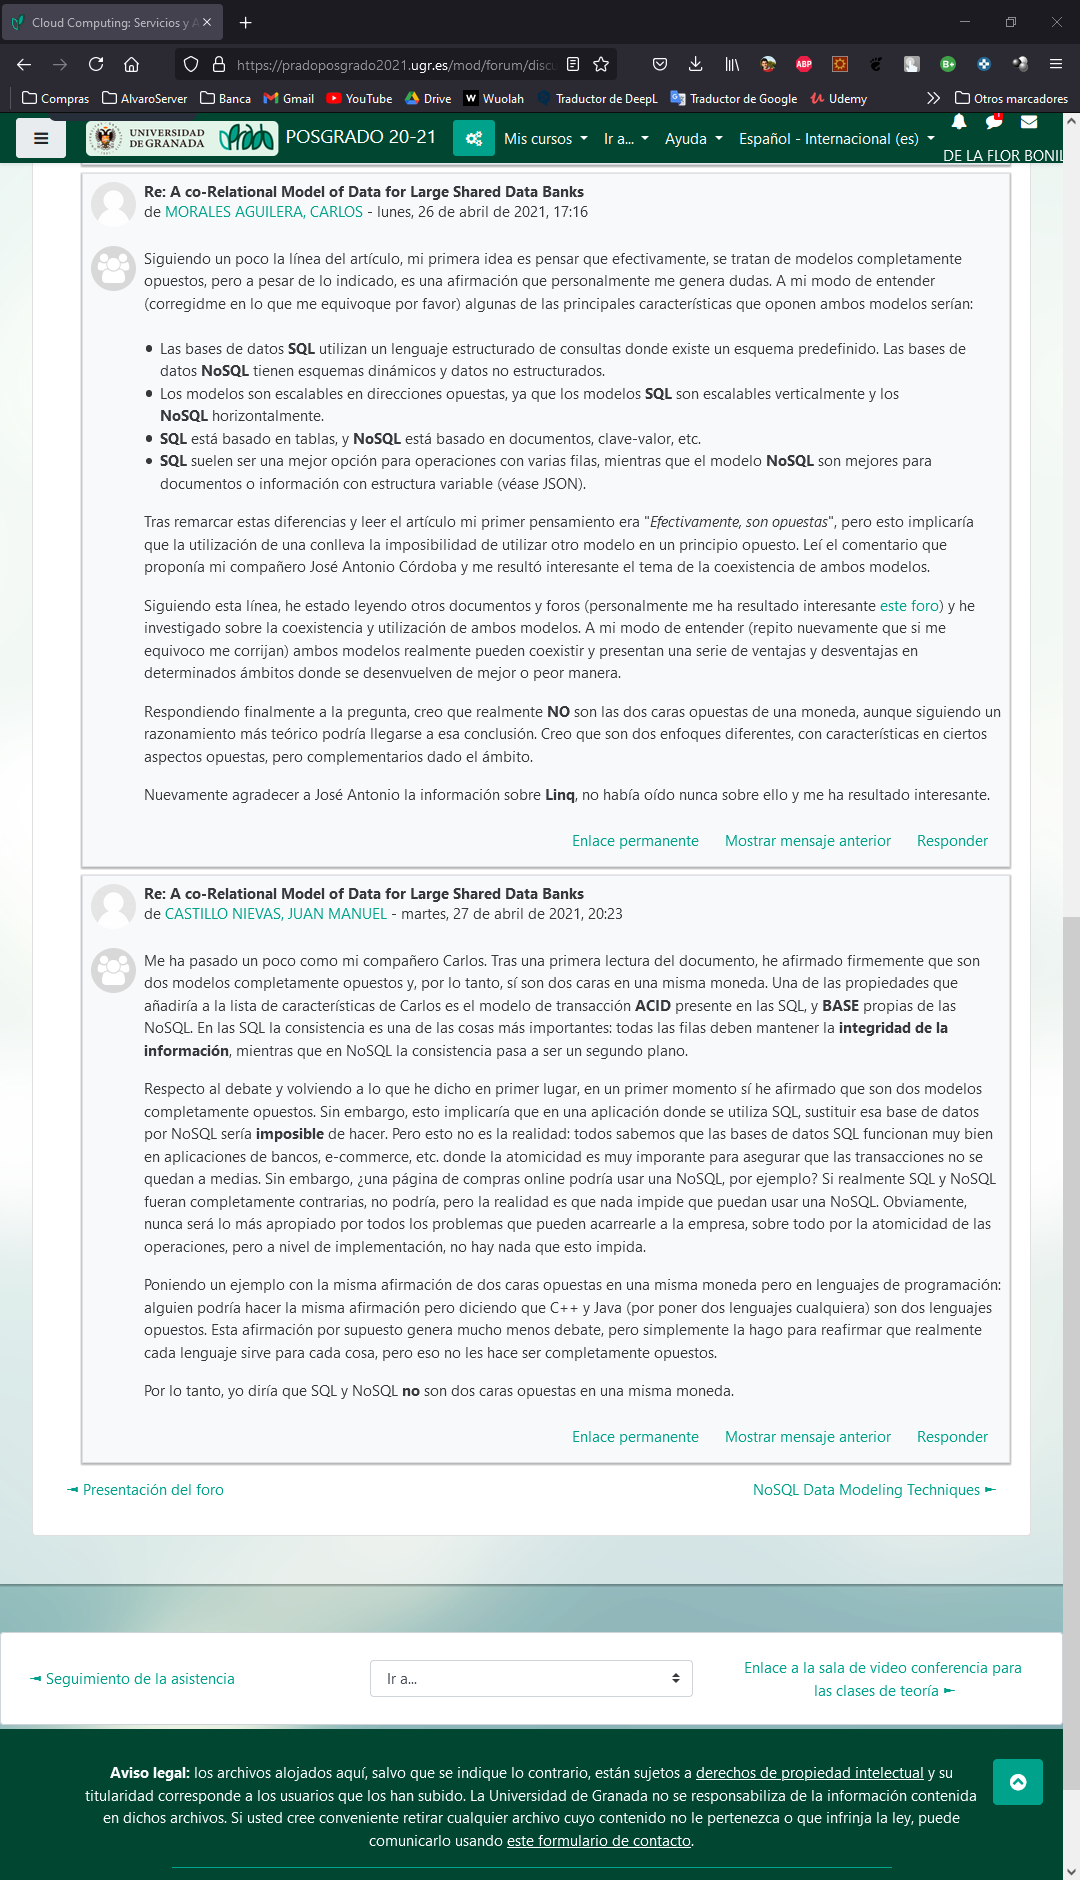 Cloud Computing: Servicios y A
https://pradoposgrado2021.ugr.es/mod/forum/discu
Compras AlvaroServer Banca Gmail YouTube Drive Wuolah Traductor de DeepL Traductor de Google Udemy Otros marcadores
UNIVERSIDAD DE GRANADA POSGRADO 20-21 Mis cursos Ir a... Ayuda Español - Internacional (es)
DE LA FLOR BONIL
Re: A co-Relational Model of Data for Large Shared Data Banks
de MORALES AGUILERA, CARLOS - lunes, 26 de abril de 2021, 17:16
Siguiendo un poco la línea del artículo, mi primera idea es pensar que efectivamente, se tratan de modelos completamente
opuestos, pero a pesar de lo indicado, es una afirmación que personalmente me genera dudas. A mi modo de entender
(corregidme en lo que me equivoque por favor) algunas de las principales características que oponen ambos modelos serían:
• Las bases de datos SQL utilizan un lenguaje estructurado de consultas donde existe un esquema predefinido. Las bases de
datos NoSQL tienen esquemas dinámicos y datos no estructurados.
• Los modelos son escalables en direcciones opuestas, ya que los modelos SQL son escalables verticalmente y los
NoSQL horizontalmente.
• SQL está basado en tablas, y NoSQL está basado en documentos, clave-valor, etc.
• SQL suelen ser una mejor opción para operaciones con varias filas, mientras que el modelo NoSQL son mejores para
documentos o información con estructura variable (véase JSON).
Tras remarcar estas diferencias y leer el artículo mi primer pensamiento era "Efectivamente, son opuestas", pero esto implicaría
que la utilización de una conlleva la imposibilidad de utilizar otro modelo en un principio opuesto. Leí el comentario que
proponía mi compañero José Antonio Córdoba y me resultó interesante el tema de la coexistencia de ambos modelos.
Siguiendo esta línea, he estado leyendo otros documentos y foros (personalmente me ha resultado interesante este foro) y he
investigado sobre la coexistencia y utilización de ambos modelos. A mi modo de entender (repito nuevamente que si me
equivoco me corrijan) ambos modelos realmente pueden coexistir y presentan una serie de ventajas y desventajas en
determinados ámbitos donde se desenvuelven de mejor o peor manera.
Respondiendo finalmente a la pregunta, creo que realmente NO son las dos caras opuestas de una moneda, aunque siguiendo un
razonamiento más teórico podría llegarse a esa conclusión. Creo que son dos enfoques diferentes, con características en ciertos
aspectos opuestas, pero complementarios dado el ámbito.
Nuevamente agradecer a José Antonio la información sobre Linq, no había oído nunca sobre ello y me ha resultado interesante.
Enlace permanente Mostrar mensaje anterior Responder
Re: A co-Relational Model of Data for Large Shared Data Banks
de CASTILLO NIEVAS, JUAN MANUEL - martes, 27 de abril de 2021, 20:23
Me ha pasado un poco como mi compañero Carlos. Tras una primera lectura del documento, he afirmado firmemente que son
dos modelos completamente opuestos y, por lo tanto, sí son dos caras en una misma moneda. Una de las propiedades que
añadiría a la lista de características de Carlos es el modelo de transacción ACID presente en las SQL, y BASE propias de las
NoSQL. En las SQL la consistencia es una de las cosas más importantes: todas las filas deben mantener la integridad de la
información, mientras que en NoSQL la consistencia pasa a ser un segundo plano.
Respecto al debate y volviendo a lo que he dicho en primer lugar, en un primer momento sí he afirmado que son dos modelos
completamente opuestos. Sin embargo, esto implicaría que en una aplicación donde se utiliza SQL, sustituir esa base de datos
por NoSQL sería imposible de hacer. Pero esto no es la realidad: todos sabemos que las bases de datos SQL funcionan muy bien
en aplicaciones de bancos, e-commerce, etc. donde la atomicidad es muy imporante para asegurar que las transacciones no se
quedan a medias. Sin embargo, ¿una página de compras online podría usar una NoSQL, por ejemplo? Si realmente SQL y NoSQL
fueran completamente contrarias, no podría, pero la realidad es que nada impide que puedan usar una NoSQL. Obviamente,
nunca será lo más apropiado por todos los problemas que pueden acarrearle a la empresa, sobre todo por la atomicidad de las
operaciones, pero a nivel de implementación, no hay nada que esto impida.
Poniendo un ejemplo con la misma afirmación de dos caras opuestas en una misma moneda pero en lenguajes de programación:
alguien podría hacer la misma afirmación pero diciendo que C++ y Java (por poner dos lenguajes cualquiera) son dos lenguajes
opuestos. Esta afirmación por supuesto genera mucho menos debate, pero simplemente la hago para reafirmar que realmente
cada lenguaje sirve para cada cosa, pero eso no les hace ser completamente opuestos.
Por lo tanto, yo diría que SQL y NoSQL no son dos caras opuestas en una misma moneda.
Enlace permanente Mostrar mensaje anterior Responder
◄ Presentación del foro NoSQL Data Modeling Techniques ►
◄ Seguimiento de la asistencia Ir a... Enlace a la sala de video conferencia para
las clases de teoría ►
Aviso legal: los archivos alojados aquí, salvo que se indique lo contrario, están sujetos a derechos de propiedad intelectual y su
titularidad corresponde a los usuarios que los han subido. La Universidad de Granada no se responsabiliza de la información contenida
en dichos archivos. Si usted cree conveniente retirar cualquier archivo cuyo contenido no le pertenezca o que infrinja la ley, puede
comunicarlo usando este formulario de contacto.